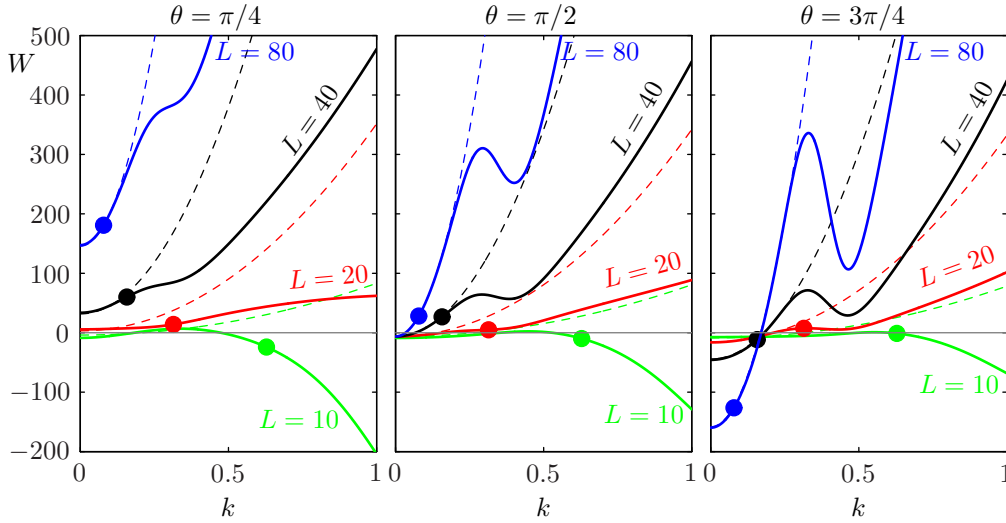 θ = π/4
θ = π/2
θ = 3π/4
500
W
400
300
200
100
0
−100
−200
L = 80
L = 40
L = 20
L = 10
L = 80
L = 40
L = 20
L = 10
L = 80
L = 40
L = 20
L = 10
0
0.5
1
0
0.5
1
0
0.5
1
k
k
k